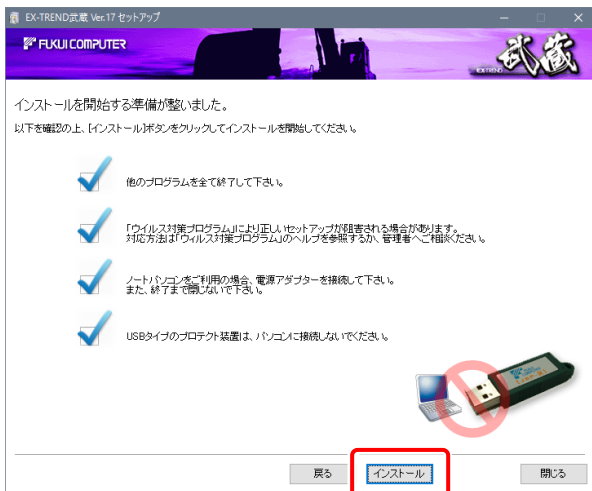 EX-TREND武蔵 Ver.17 セットアップ
FUKUI COMPUTER
EX-TREND 武蔵
インストールを開始する準備が整いました。
以下を確認の上、[インストール]ボタンをクリックしてインストールを開始してください。
他のプログラムを全て終了して下さい。
「ウイルス対策プログラム」により正しいセットアップが阻害される場合があります。
対応方法は「ウィルス対策プログラム」のヘルプを参照するか、管理者へご相談ください。
ノートパソコンをご利用の場合、電源アダプターを接続して下さい。
また、終了まで閉じないで下さい。
USBタイプのプロテクト装置は、パソコンに接続しないでください。
戻る
インストール
閉じる